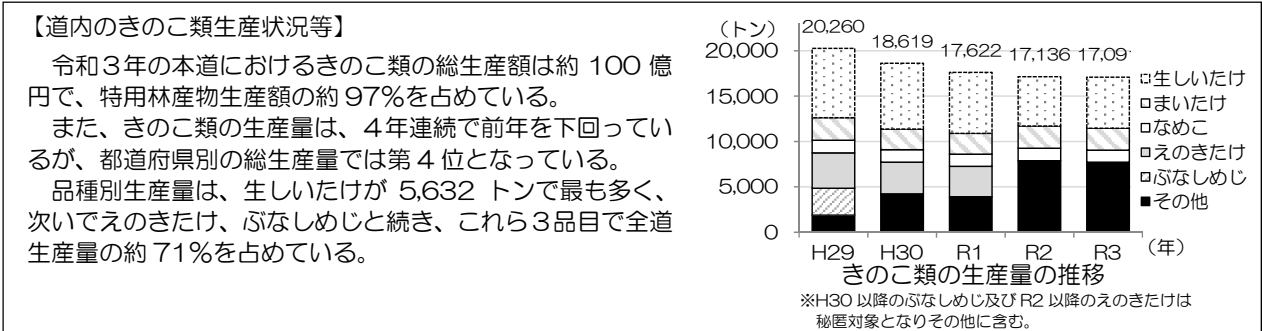 【道内のきのこ類生産状況等】
令和３年の本道におけるきのこ類の総生産額は約 100 億
円で、特用林産物生産額の約 97％を占めている。
また、きのこ類の生産量は、４年連続で前年を下回ってい
るが、都道府県別の総生産量では第 4 位となっている。
品種別生産量は、生しいたけが 5,632 トンで最も多く、
次いでえのきたけ、ぶなしめじと続き、これら３品目で全道
生産量の約 71％を占めている。
（トン）
20,260
18,619
17,622
17,136
17,09
20,000
15,000
10,000
5,000
0
H29
H30
R1
R2
R3
（年）
生しいたけ
まいたけ
なめこ
えのきたけ
ぶなしめじ
その他
きのこ類の生産量の推移
※H30 以降のぶなしめじ及び R2 以降のえのきたけは
秘匿対象となりその他に含む。